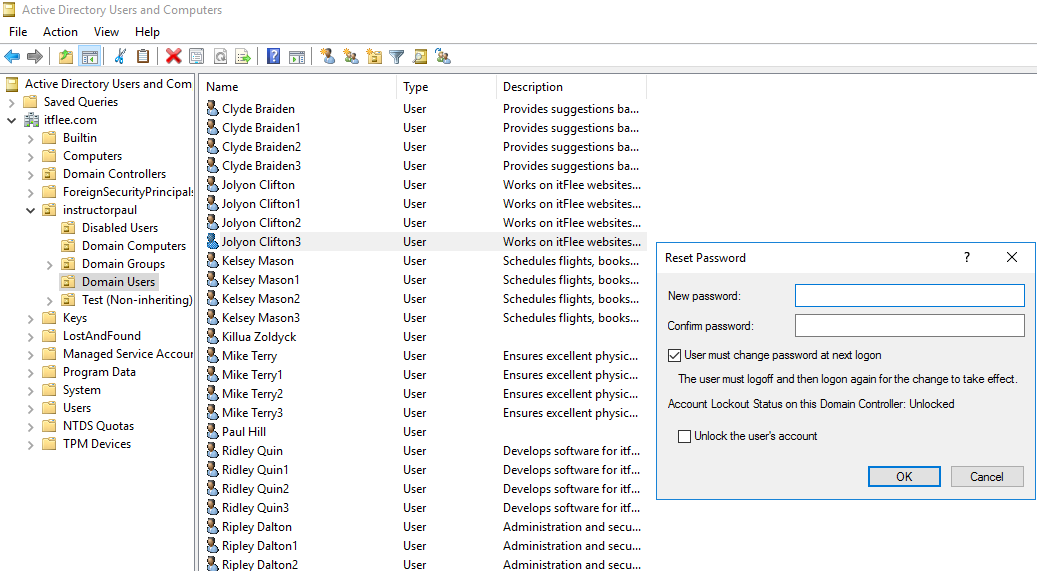 Active Directory Users and Computers
File Action View Help
Active Directory Users and Com
Saved Queries
itflee.com
Builtin
Computers
Domain Controllers
ForeignSecurityPrincipals
instructorpaul
Disabled Users
Domain Computers
Domain Groups
Domain Users
Test (Non-inheriting)
Keys
LostAndFound
Managed Service Accour
Program Data
System
Users
NTDS Quotas
TPM Devices
Name Type Description
Clyde Braiden User Provides suggestions ba...
Clyde Braiden1 User Provides suggestions ba...
Clyde Braiden2 User Provides suggestions ba...
Clyde Braiden3 User Provides suggestions ba...
Jolyon Clifton User Works on itFlee websites...
Jolyon Clifton1 User Works on itFlee websites...
Jolyon Clifton2 User Works on itFlee websites...
Jolyon Clifton3 User Works on itFlee websites...
Kelsey Mason User Schedules flights, books...
Kelsey Mason1 User Schedules flights, books...
Kelsey Mason2 User Schedules flights, books...
Kelsey Mason3 User Schedules flights, books...
Killua Zoldyck User
Mike Terry User Ensures excellent physic...
Mike Terry1 User Ensures excellent physic...
Mike Terry2 User Ensures excellent physic...
Mike Terry3 User Ensures excellent physic...
Paul Hill User
Ridley Quin User Develops software for itf...
Ridley Quin1 User Develops software for itf...
Ridley Quin2 User Develops software for itf...
Ridley Quin3 User Develops software for itf...
Ripley Dalton User Administration and secu...
Ripley Dalton1 User Administration and secu...
Ripley Dalton2 User Administration and secu...
Reset Password ?
New password:
Confirm password:
User must change password at next logon
The user must logoff and then logon again for the change to take effect.
Account Lockout Status on this Domain Controller: Unlocked
Unlock the user's account
OK Cancel